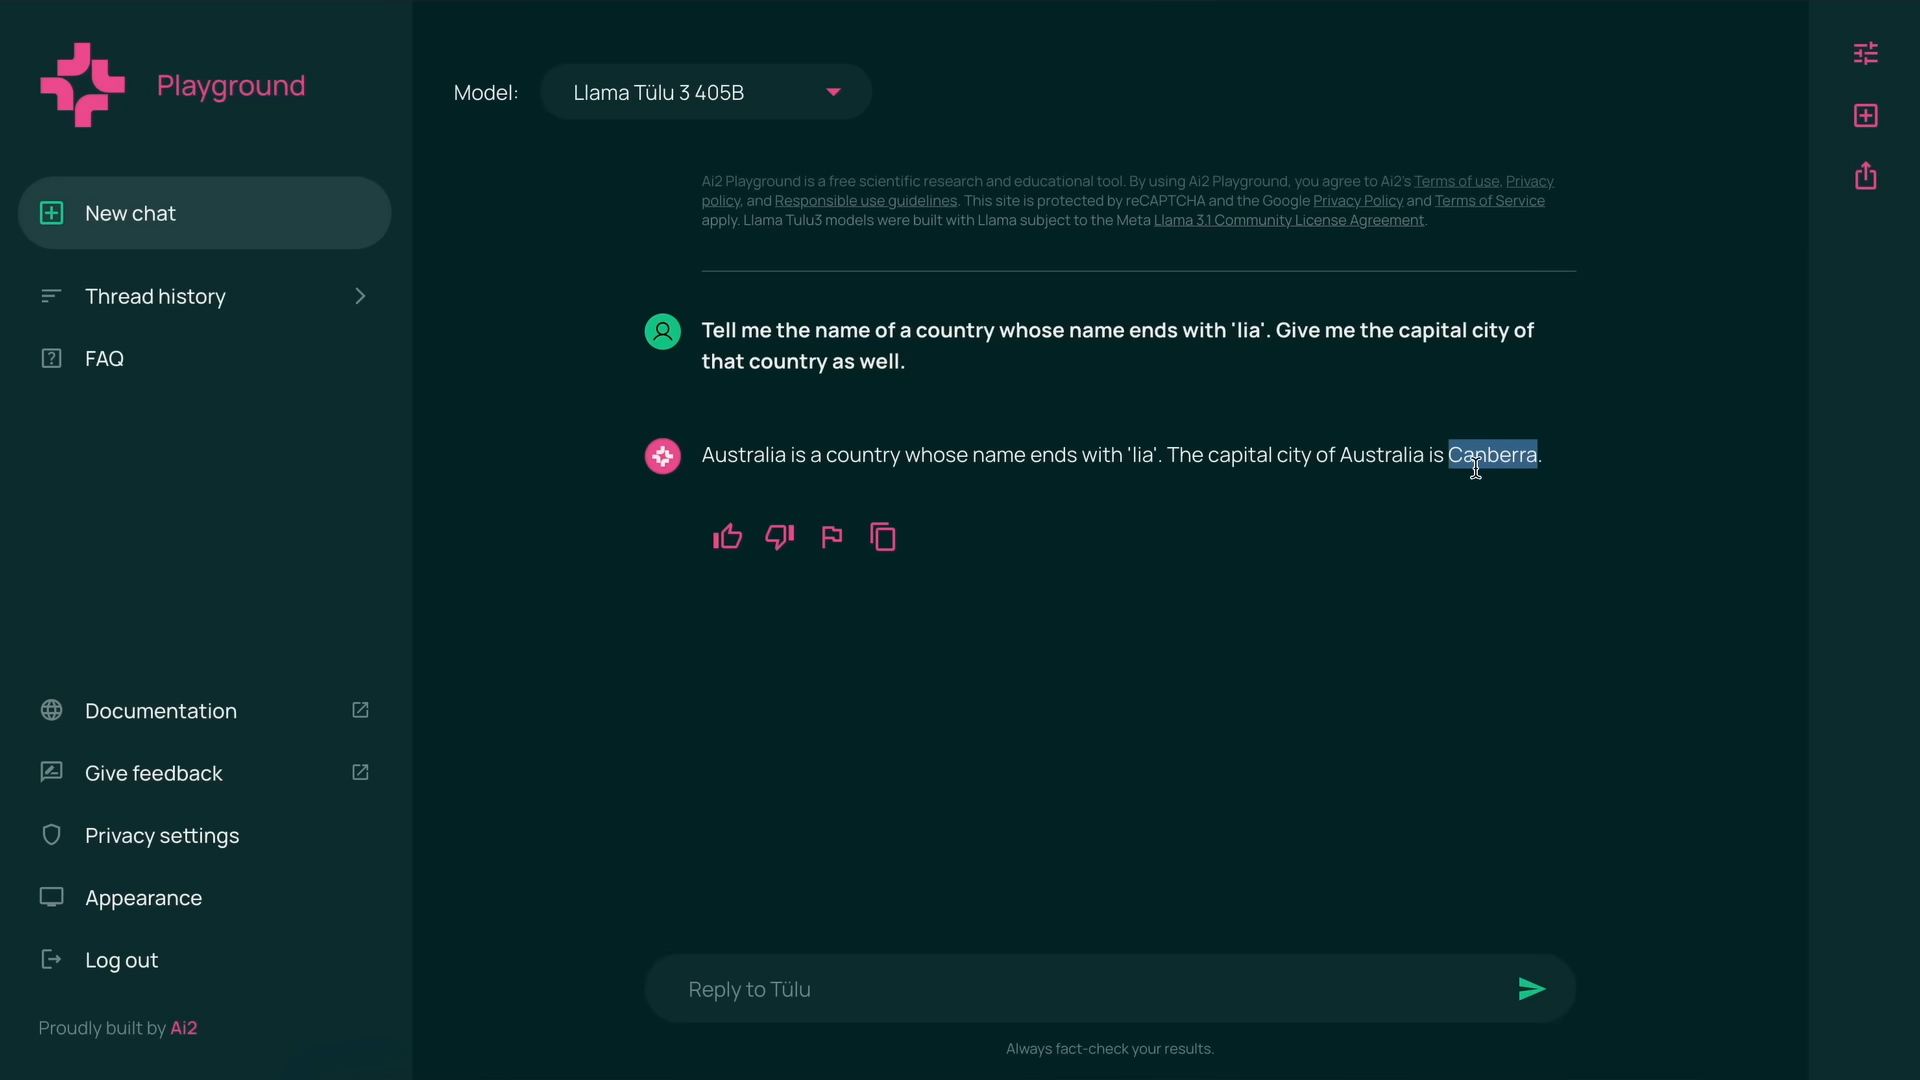 Playground
Model:
Llama Tülu 3 405B
New chat
Thread history
FAQ
Ai2 Playground is a free scientific research and educational tool. By using Ai2 Playground, you agree to Ai2's Terms of use, Privacy
policy, and Responsible use guidelines. This site is protected by reCAPTCHA and the Google Privacy Policy and Terms of Service
apply. Llama Tulu3 models were built with Llama subject to the Meta Llama 3.1 Community License Agreement.
Tell me the name of a country whose name ends with 'lia'. Give me the capital city of
that country as well.
Australia is a country whose name ends with 'lia'. The capital city of Australia is Canberra.
Documentation
Give feedback
Privacy settings
Appearance
Log out
Proudly built by Ai2
Reply to Tülu
Always fact-check your results.